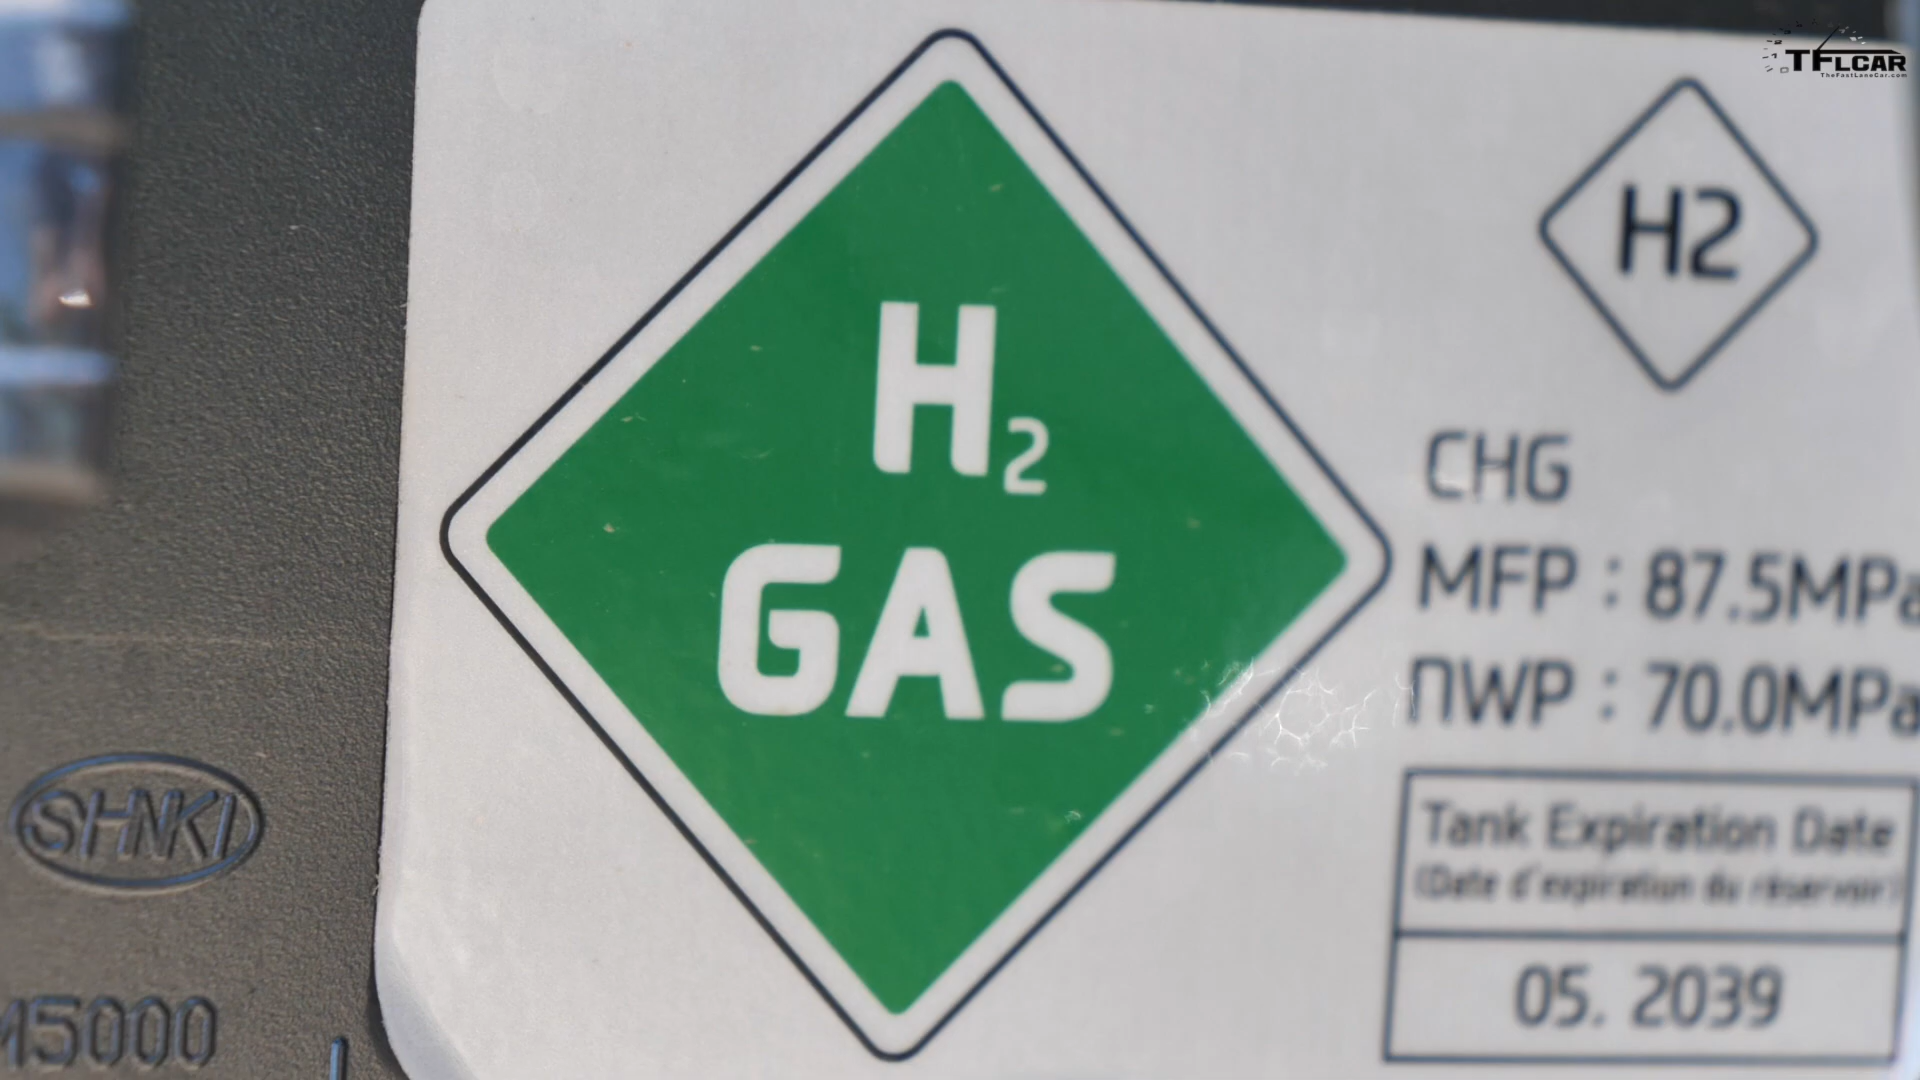 TFLCAR
TheFastLaneCar.com
H2
H2
GAS
CHG
MFP : 87.5MPa
NWP : 70.0MPa
Tank Expiration Date
(Date d'expiration du réservoir)
05. 2039
SHNKI
M5000